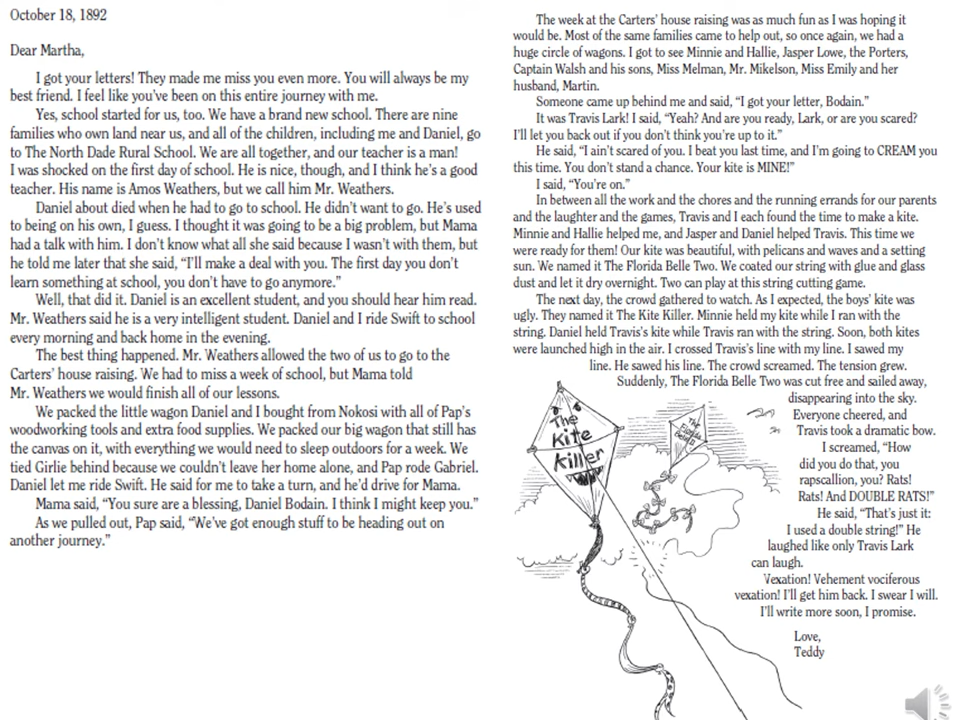 October 18, 1892
Dear Martha,
I got your letters! They made me miss you even more. You will always be my
best friend. I feel like you've been on this entire journey with me.
Yes, school started for us, too. We have a brand new school. There are nine
families who own land near us, and all of the children, including me and Daniel, go
to The North Dade Rural School. We are all together, and our teacher is a man!
I was shocked on the first day of school. He is nice, though, and I think he's a good
teacher. His name is Amos Weathers, but we call him Mr. Weathers.
Daniel about died when he had to go to school. He didn't want to go. He's used
to being on his own, I guess. I thought it was going to be a big problem, but Mama
had a talk with him. I don't know what all she said because I wasn't with them, but
he told me later that she said, “I'll make a deal with you. The first day you don't
learn something at school, you don't have to go anymore.”
Well, that did it. Daniel is an excellent student, and you should hear him read.
Mr. Weathers said he is a very intelligent student. Daniel and I ride Swift to school
every morning and back home in the evening.
The best thing happened. Mr. Weathers allowed the two of us to go to the
Carters' house raising. We had to miss a week of school, but Mama told
Mr. Weathers we would finish all of our lessons.
We packed the little wagon Daniel and I bought from Nokosi with all of Pap's
woodworking tools and extra food supplies. We packed our big wagon that still has
the canvas on it, with everything we would need to sleep outdoors for a week. We
tied Girlie behind because we couldn't leave her home alone, and Pap rode Gabriel.
Daniel let me ride Swift. He said for me to take a turn, and he'd drive for Mama.
Mama said, “You sure are a blessing, Daniel Bodain. I think I might keep you.”
As we pulled out, Pap said, “We've got enough stuff to be heading out on
another journey.”
The week at the Carters' house raising was as much fun as I was hoping it
would be. Most of the same families came to help out, so once again, we had a
huge circle of wagons. I got to see Minnie and Hallie, Jasper Lowe, the Porters,
Captain Walsh and his sons, Miss Melman, Mr. Mikelson, Miss Emily and her
husband, Martin.
Someone came up behind me and said, “I got your letter, Bodain.”
It was Travis Lark! I said, “Yeah? And are you ready, Lark, or are you scared?
I'll let you back out if you don't think you're up to it.”
He said, “I ain't scared of you. I beat you last time, and I'm going to CREAM you
this time. You don't stand a chance. Your kite is MINE!”
I said, “You're on.”
In between all the work and the chores and the running errands for our parents
and the laughter and the games, Travis and I each found the time to make a kite.
Minnie and Hallie helped me, and Jasper and Daniel helped Travis. This time we
were ready for them! Our kite was beautiful, with pelicans and waves and a setting
sun. We named it The Florida Belle Two. We coated our string with glue and glass
dust and let it dry overnight. Two can play at this string cutting game.
The next day, the crowd gathered to watch. As I expected, the boys' kite was
ugly. They named it The Kite Killer. Minnie held my kite while I ran with the
string. Daniel held Travis's kite while Travis ran with the string. Soon, both kites
were launched high in the air. I crossed Travis's line with my line. I sawed my
line. He sawed his line. The crowd screamed. The tension grew.
Suddenly, The Florida Belle Two was cut free and sailed away,
disappearing into the sky.
Everyone cheered, and
Travis took a dramatic bow.
I screamed, “How
did you do that, you
rapscallion, you? Rats!
Rats! And DOUBLE RATS!”
He said, “That's just it:
I used a double string!” He
laughed like only Travis Lark
can laugh.
Vexation! Vehement vociferous
vexation! I'll get him back. I swear I will.
I'll write more soon, I promise.
Love,
Teddy
The
Kite
Killer
The
Florida
Belle II